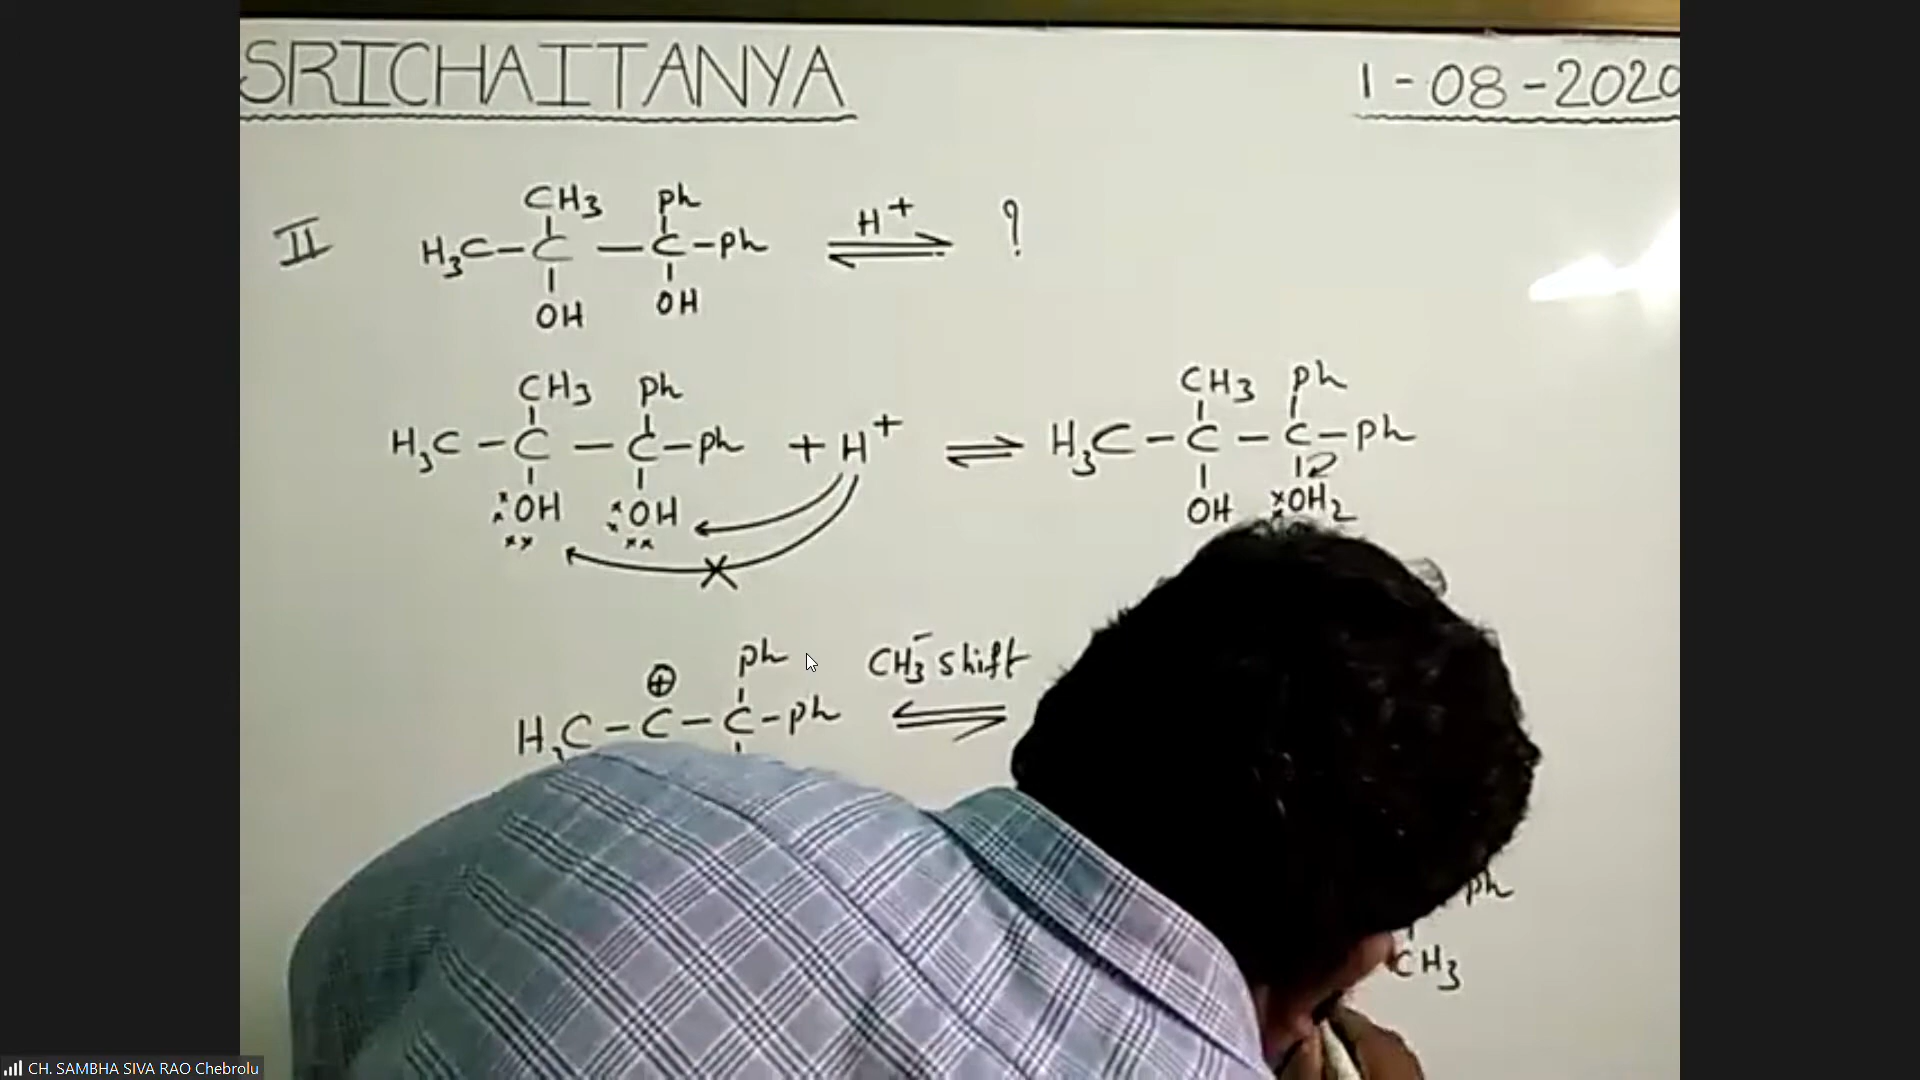 SRICHAITANYA
1-08-2020
II
CH3 ph
H3C-C-C-ph H+ ?
OH OH
CH3 ph CH3 ph
H3C-C-C-ph +H+ H3C-C-C-ph
OH OH OH OH2
⊕ ph CH3- shift
H3C-C-C-ph
ph
CH3
CH. SAMBHA SIVA RAO Chebrolu